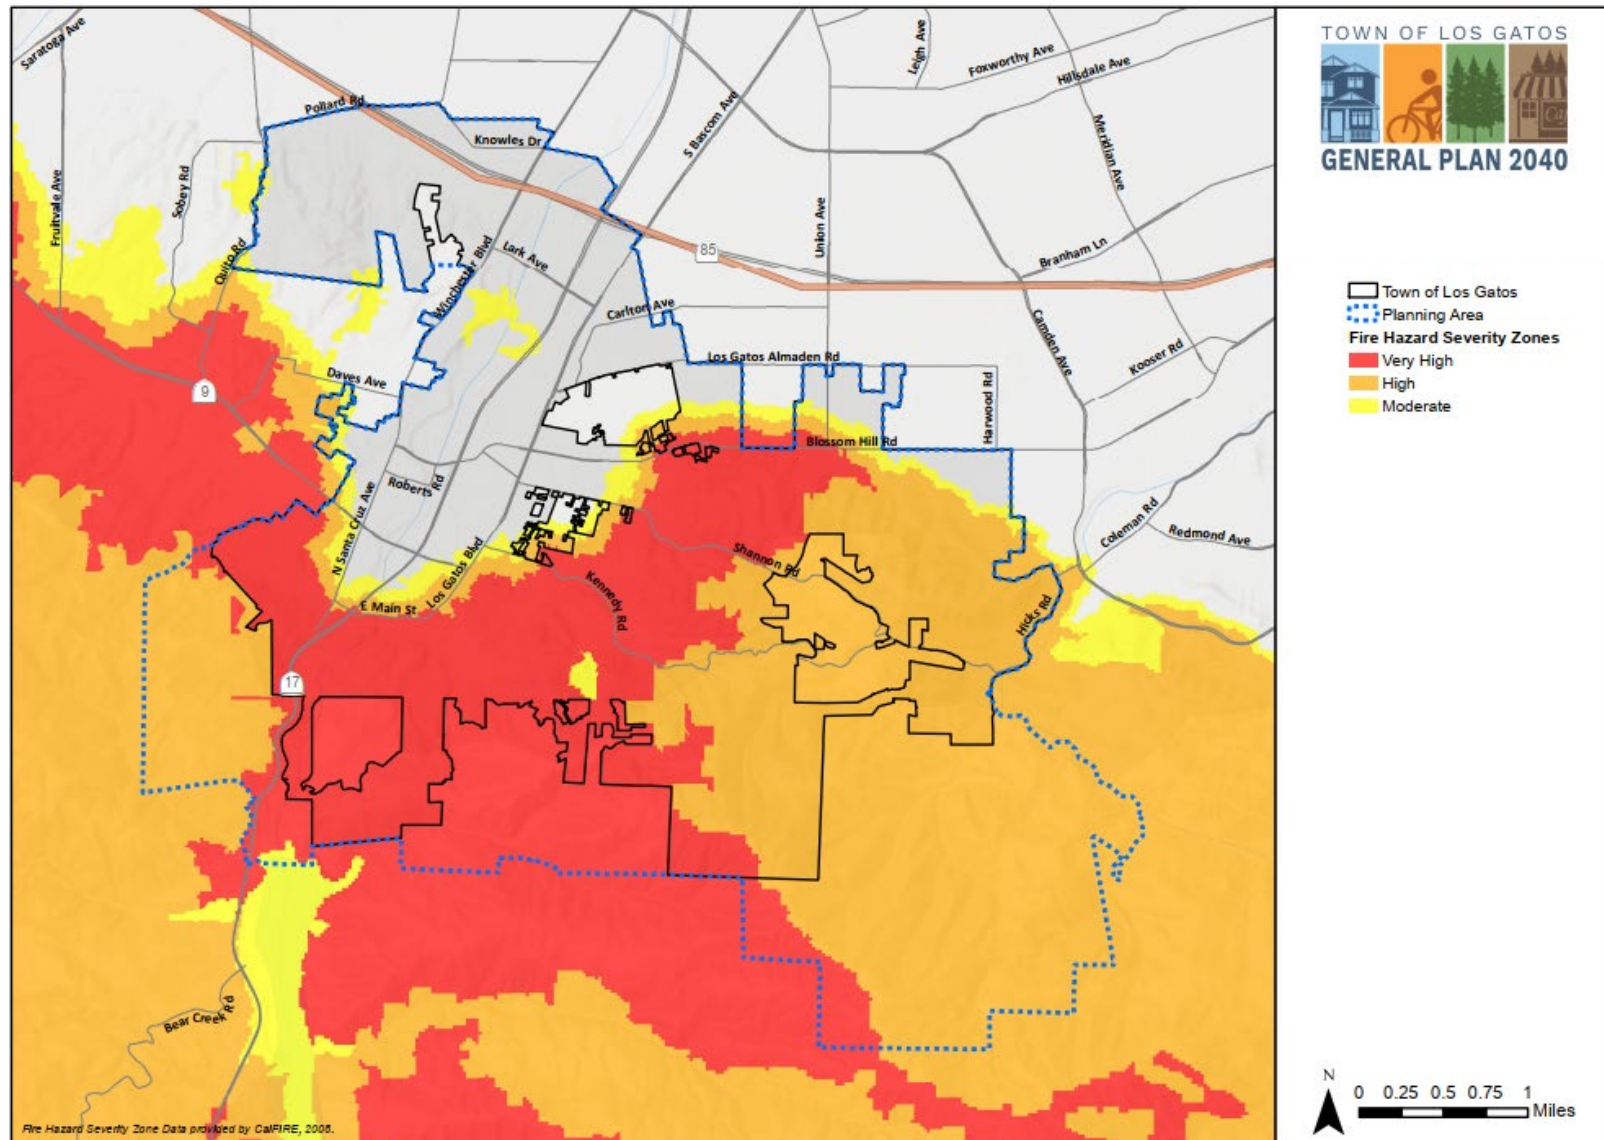 Saratoga Ave
Fruitvale Ave
Sobey Rd
Quito Rd
Pollard Rd
Knowles Dr
S Bascom Ave
Leigh Ave
Foxworthy Ave
Hillsdale Ave
Meridian Ave
Union Ave
85
Branham Ln
Winchester Blvd
Lark Ave
Carlton Ave
Camden Ave
Kooser Rd
Los Gatos Almaden Rd
Harwood Rd
Daves Ave
9
Blossom Hill Rd
Roberts Rd
N Santa Cruz Ave
Los Gatos Blvd
E Main St
Kennedy Rd
Shannon Rd
Coleman Rd
Redmond Ave
Hicks Rd
17
Bear Creek Rd
Fire Hazard Severity Zone Data provided by CalFIRE, 2008.
TOWN OF LOS GATOS
Caf
GENERAL PLAN 2040
Town of Los Gatos
Planning Area
Fire Hazard Severity Zones
Very High
High
Moderate
N
0 0.25 0.5 0.75 1
Miles